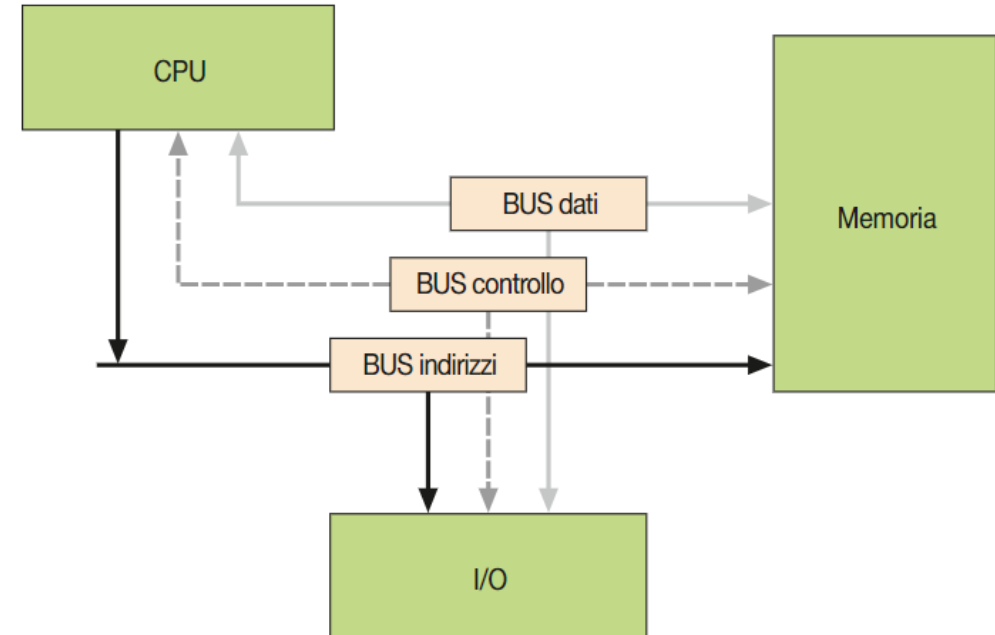 CPU
BUS dati
Memoria
BUS controllo
BUS indirizzi
I/O